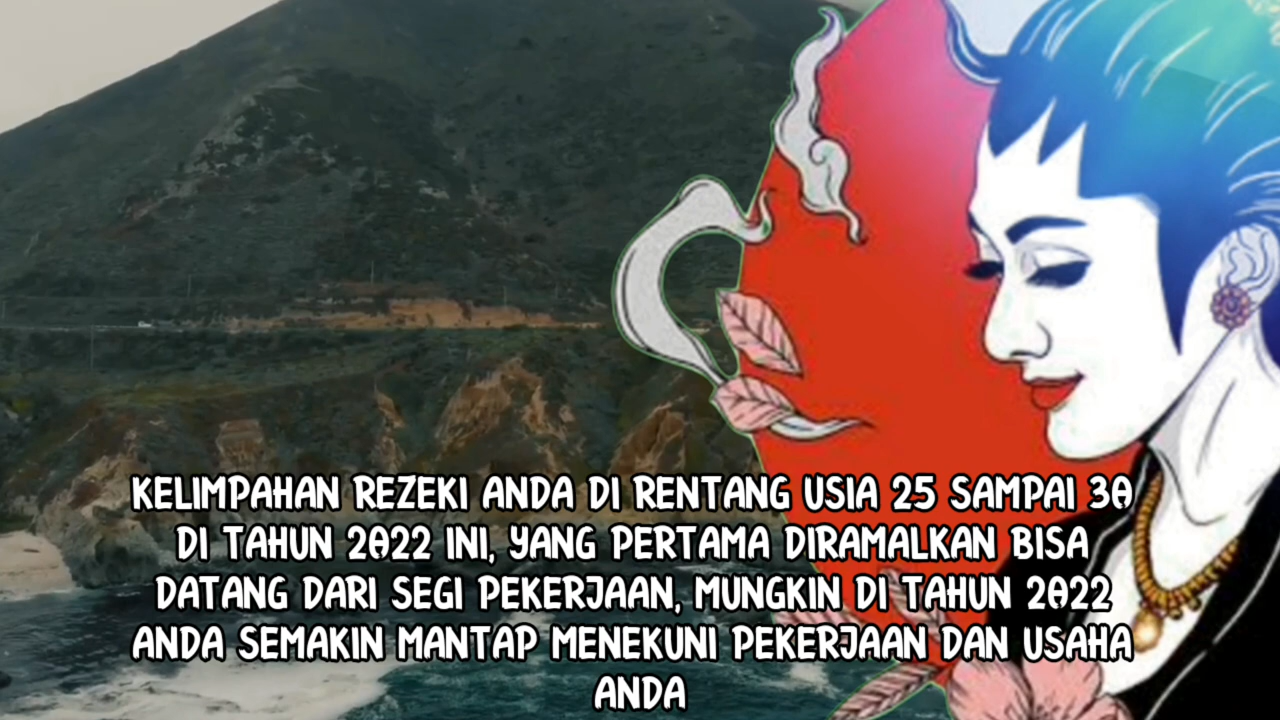 KELIMPAHAN REZEKI ANDA DI RENTANG USIA 25 SAMPAI 30
DI TAHUN 2022 INI, YANG PERTAMA DIRAMALKAN BISA
DATANG DARI SEGI PEKERJAAN, MUNGKIN DI TAHUN 2022
ANDA SEMAKIN MANTAP MENEKUNI PEKERJAAN DAN USAHA
ANDA